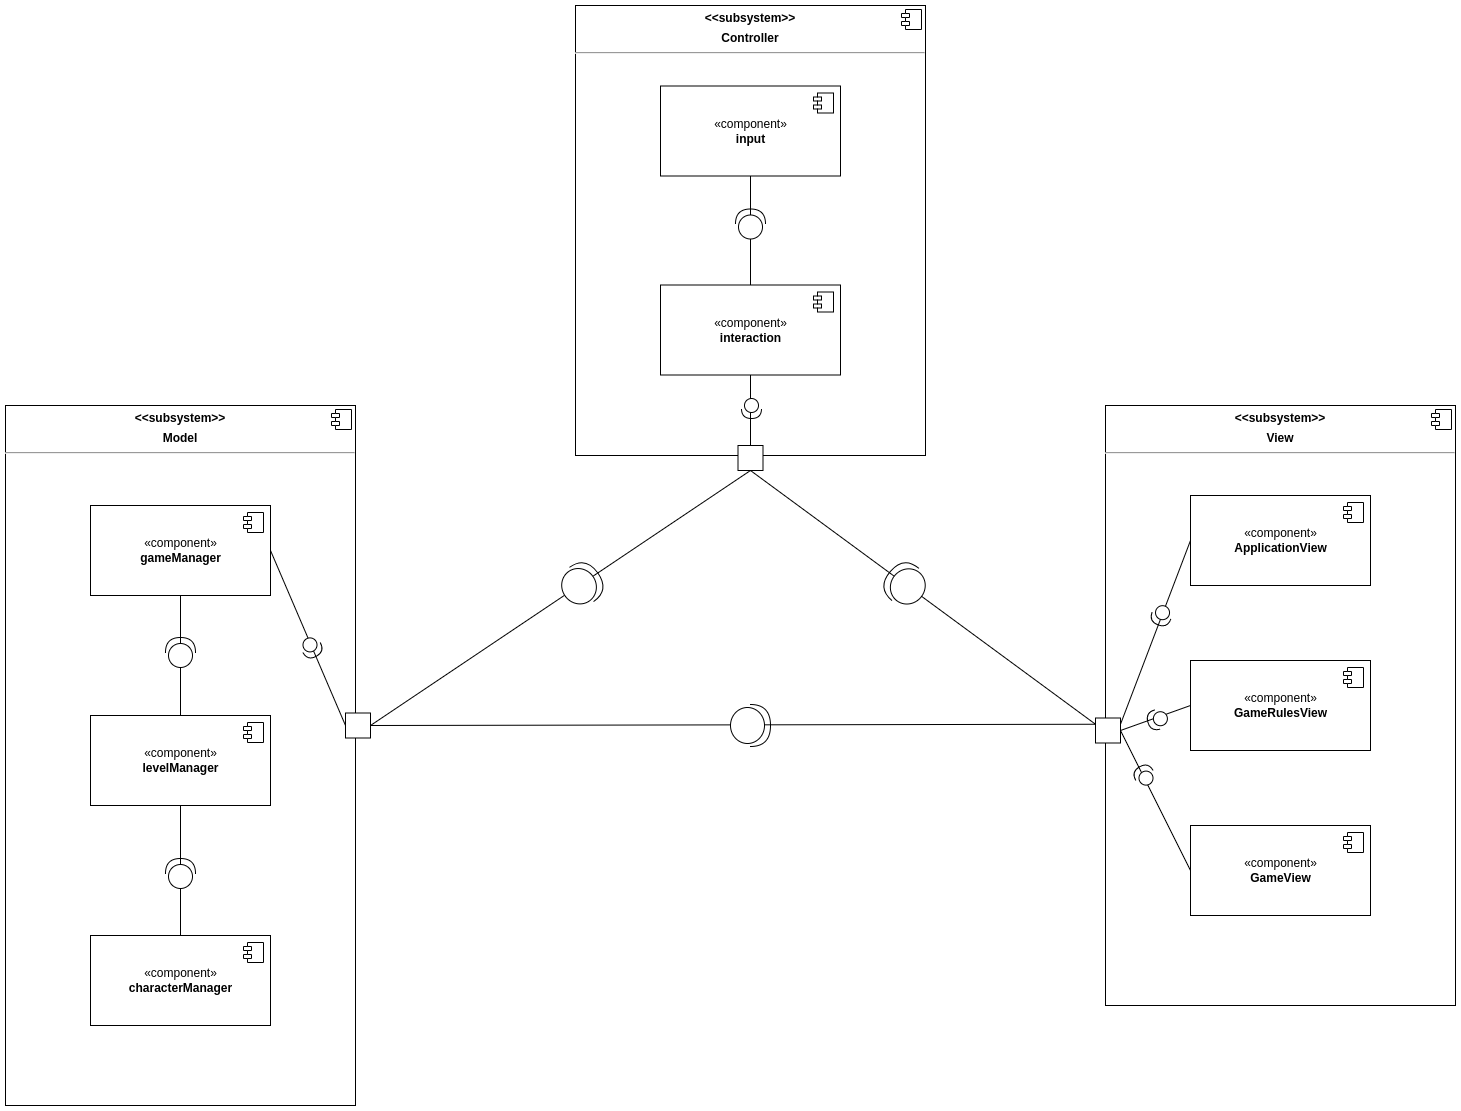 <<subsystem>>
Controller
«component»
input
«component»
interaction
<<subsystem>>
Model
«component»
gameManager
«component»
levelManager
«component»
characterManager
<<subsystem>>
View
«component»
ApplicationView
«component»
GameRulesView
«component»
GameView